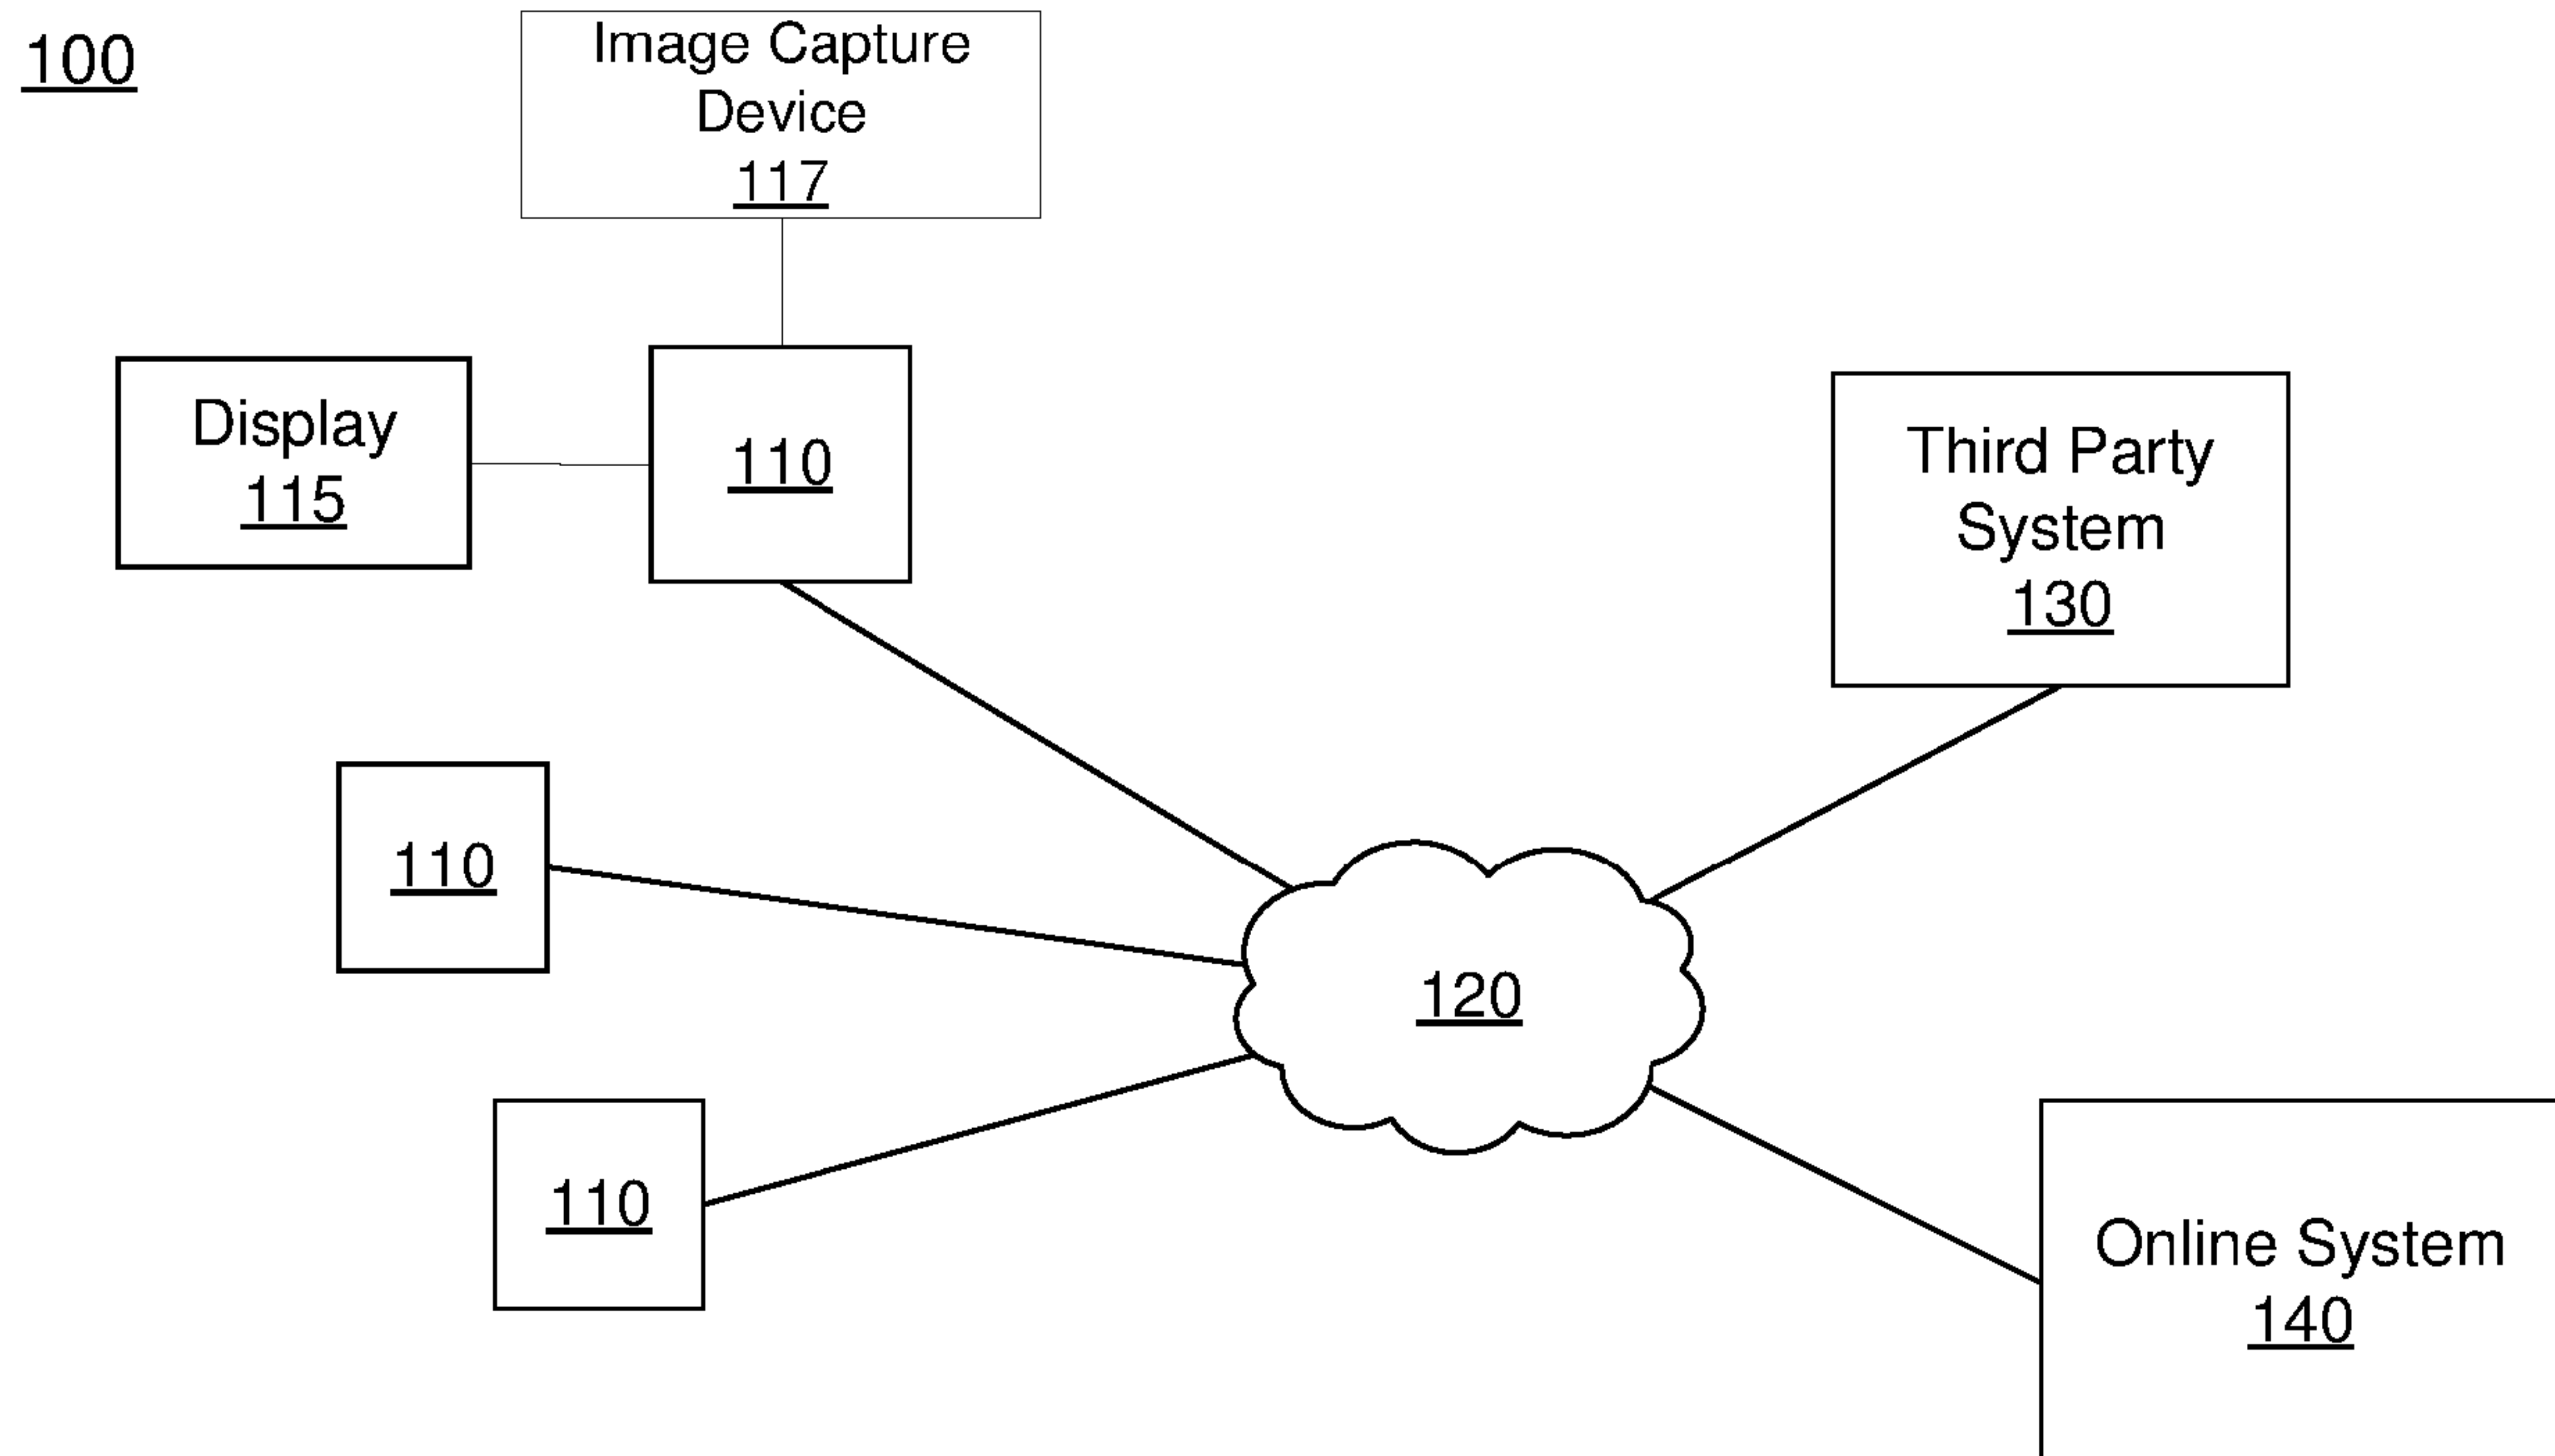 100
Image Capture
Device
117
Display
115
110
Third Party
System
130
110
120
110
Online System
140